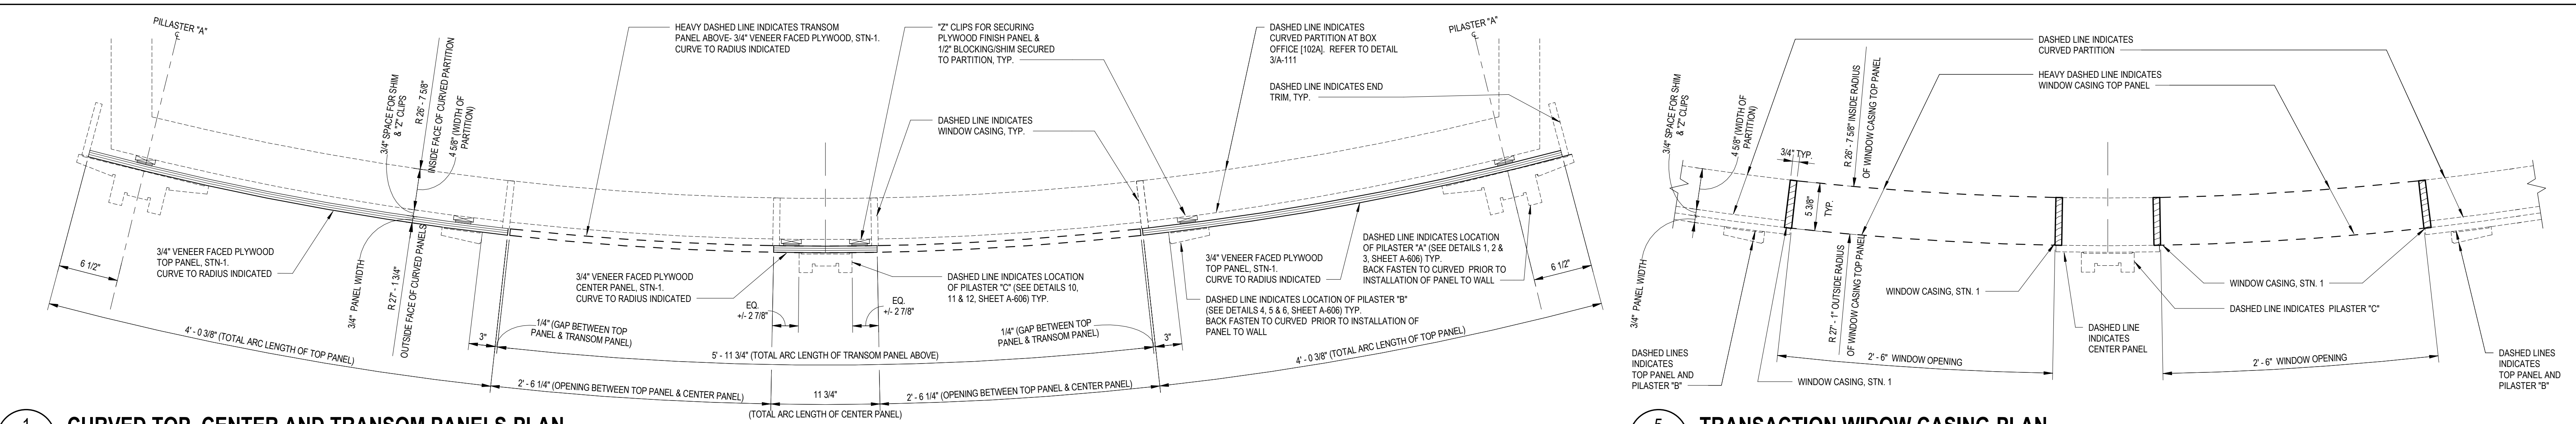 PILLASTER "A"
℄
HEAVY DASHED LINE INDICATES TRANSOM
PANEL ABOVE- 3/4" VENEER FACED PLYWOOD, STN-1.
CURVE TO RADIUS INDICATED
"Z" CLIPS FOR SECURING
PLYWOOD FINISH PANEL &
1/2" BLOCKING/SHIM SECURED
TO PARTITION, TYP.
DASHED LINE INDICATES
CURVED PARTITION AT BOX
OFFICE [102A]. REFER TO DETAIL
3/A-111
PILASTER "A"
℄
DASHED LINE INDICATES END
TRIM, TYP.
DASHED LINE INDICATES
WINDOW CASING, TYP.
3/4" SPACE FOR SHIM
& "Z" CLIPS
R 26' - 7 5/8"
INSIDE FACE OF CURVED PARTITION
4 5/8" (WIDTH OF
PARTITION)
3/4" VENEER FACED PLYWOOD
TOP PANEL, STN-1.
CURVE TO RADIUS INDICATED
6 1/2"
3/4" PANEL WIDTH
R 27' - 1 3/4"
OUTSIDE FACE OF CURVED PANELS
3/4" VENEER FACED PLYWOOD
CENTER PANEL, STN-1.
CURVE TO RADIUS INDICATED
EQ.
+/- 2 7/8"
EQ.
+/- 2 7/8"
DASHED LINE INDICATES LOCATION
OF PILASTER "C" (SEE DETAILS 10,
11 & 12, SHEET A-606) TYP.
3/4" VENEER FACED PLYWOOD
TOP PANEL, STN-1.
CURVE TO RADIUS INDICATED
DASHED LINE INDICATES LOCATION
OF PILASTER "A" (SEE DETAILS 1, 2 &
3, SHEET A-606) TYP.
BACK FASTEN TO CURVED PRIOR TO
INSTALLATION OF PANEL TO WALL
6 1/2"
DASHED LINE INDICATES LOCATION OF PILASTER "B"
(SEE DETAILS 4, 5 & 6, SHEET A-606) TYP.
BACK FASTEN TO CURVED PRIOR TO INSTALLATION OF
PANEL TO WALL
3"
1/4" (GAP BETWEEN TOP
PANEL & TRANSOM PANEL)
1/4" (GAP BETWEEN TOP
PANEL & TRANSOM PANEL)
3"
4' - 0 3/8" (TOTAL ARC LENGTH OF TOP PANEL)
5' - 11 3/4" (TOTAL ARC LENGTH OF TRANSOM PANEL ABOVE)
4' - 0 3/8" (TOTAL ARC LENGTH OF TOP PANEL)
2' - 6 1/4" (OPENING BETWEEN TOP PANEL & CENTER PANEL)
11 3/4"
(TOTAL ARC LENGTH OF CENTER PANEL)
2' - 6 1/4" (OPENING BETWEEN TOP PANEL & CENTER PANEL)
1
CURVED TOP, CENTER AND TRANSOM PANELS PLAN
DASHED LINE INDICATES
CURVED PARTITION
HEAVY DASHED LINE INDICATES
WINDOW CASING TOP PANEL
3/4" SPACE FOR SHIM
& "Z" CLIPS
4 5/8" (WIDTH OF
PARTITION)
3/4" TYP.
R 26' - 7 5/8" INSIDE RADIUS
OF WINDOW CASING TOP PANEL
5 3/8"
TYP.
3/4" PANEL WIDTH
R 27' - 1" OUTSIDE RADIUS
OF WINDOW CASING TOP PANEL
WINDOW CASING, STN. 1
WINDOW CASING, STN. 1
DASHED LINE INDICATES PILASTER "C"
DASHED LINE
INDICATES
CENTER PANEL
DASHED LINES
INDICATES
TOP PANEL AND
PILASTER "B"
2' - 6" WINDOW OPENING
2' - 6" WINDOW OPENING
WINDOW CASING, STN. 1
DASHED LINES
INDICATES
TOP PANEL AND
PILASTER "B"
5
TRANSACTION WIDOW CASING PLAN